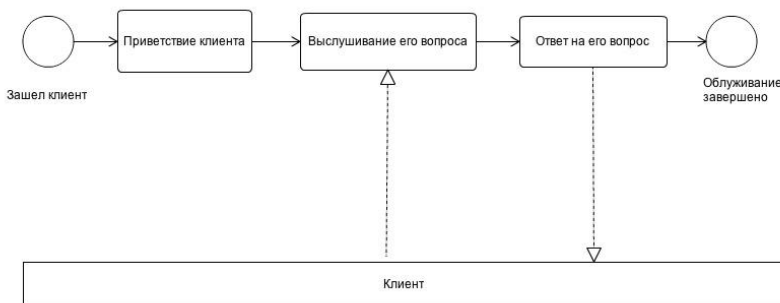 Приветствие клиента
Выслушивание его вопроса
Ответ на его вопрос
Зашел клиент
Облуживание
завершено
Клиент